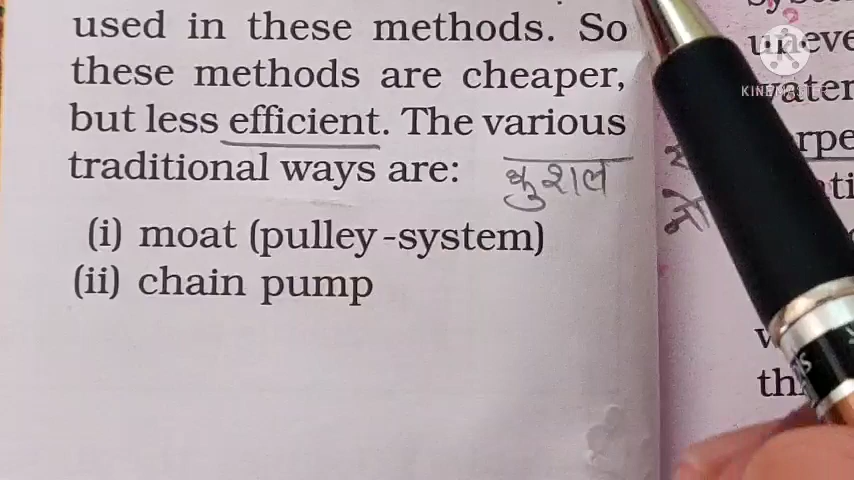 used in these methods. So
these methods are cheaper,
but less efficient. The various
traditional ways are:
कुशल
(i) moat (pulley-system)
(ii) chain pump
KINEMASTER